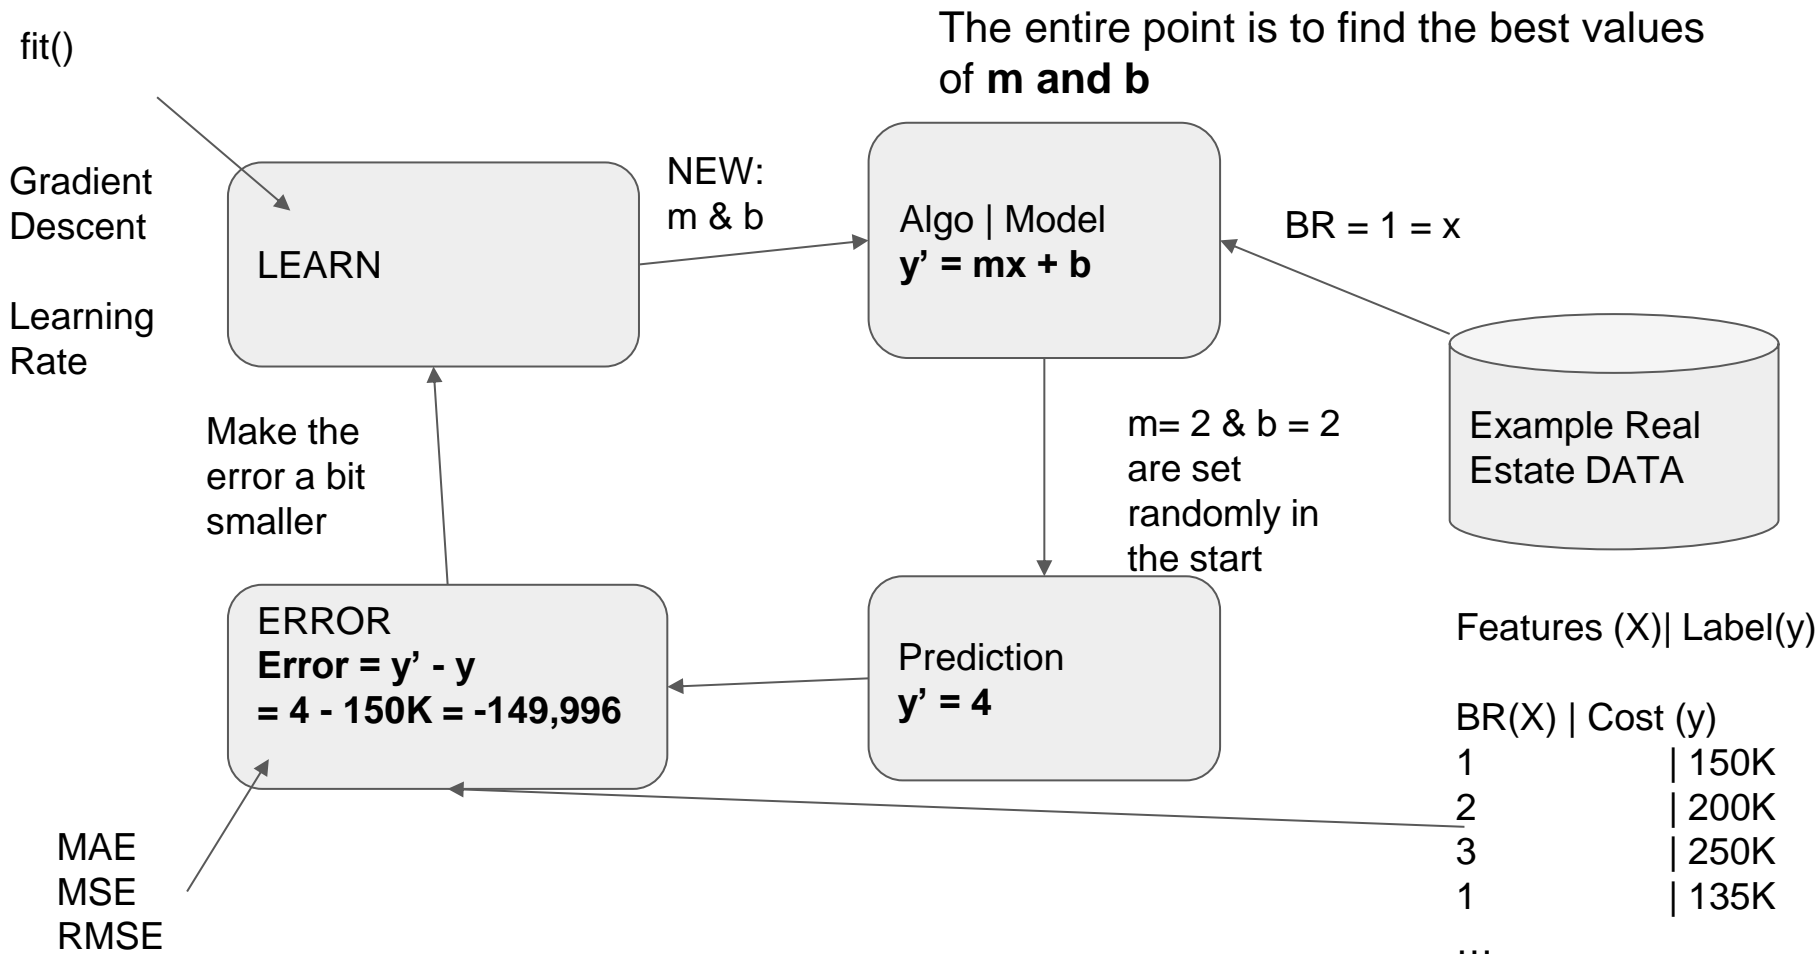 The entire point is to find the best values
of m and b
fit()
Gradient
Descent
Learning
Rate
LEARN
NEW:
m & b
Algo | Model
y’ = mx + b
BR = 1 = x
Example Real
Estate DATA
m= 2 & b = 2
are set
randomly in
the start
Make the
error a bit
smaller
ERROR
Error = y’ - y
= 4 - 150K = -149,996
Prediction
y’ = 4
Features (X)| Label(y)
BR(X) | Cost (y)
1 | 150K
2 | 200K
3 | 250K
1 | 135K
…
MAE
MSE
RMSE